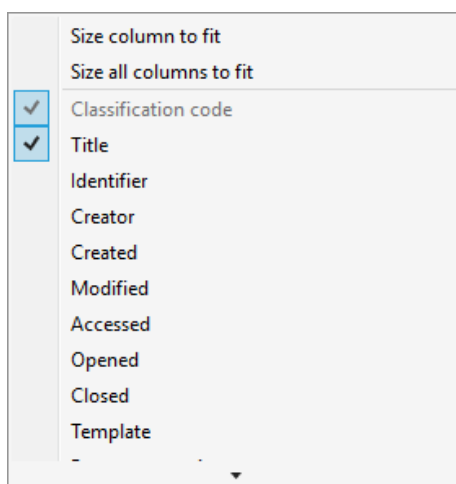 Size column to fit
Size all columns to fit
Classification code
Title
Identifier
Creator
Created
Modified
Accessed
Opened
Closed
Template